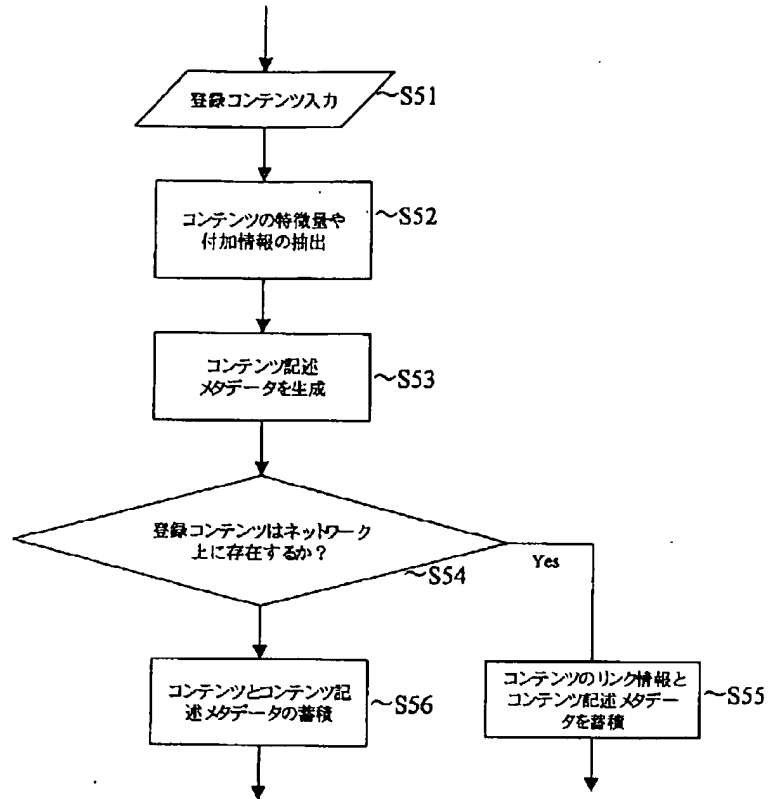 登録コンテンツ入力
～S51
コンテンツの特徴量や
付加情報の抽出
～S52
コンテンツ記述
メタデータを生成
～S53
登録コンテンツはネットワーク
上に存在するか？
～S54
Yes
コンテンツとコンテンツ記
述メタデータの蓄積
～S56
コンテンツのリンク情報と
コンテンツ記述メタデー
タを蓄積
～S55